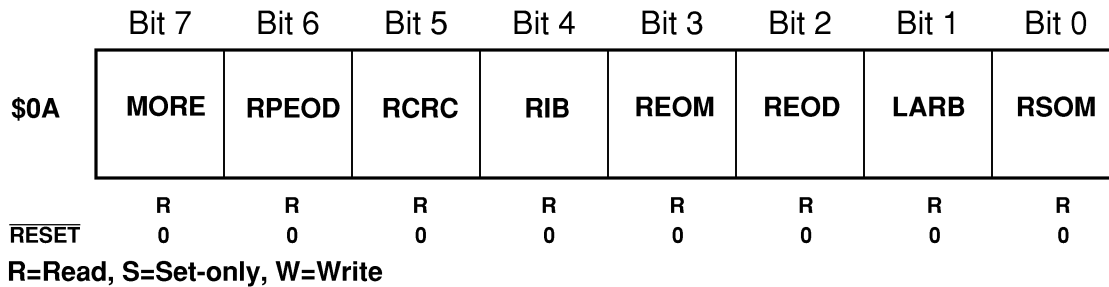 Bit 7 Bit 6 Bit 5 Bit 4 Bit 3 Bit 2 Bit 1 Bit 0
$0A MORE RPEOD RCRC RIB REOM REOD LARB RSOM
R R R R R R R R
RESET 0 0 0 0 0 0 0 0
R=Read, S=Set-only, W=Write